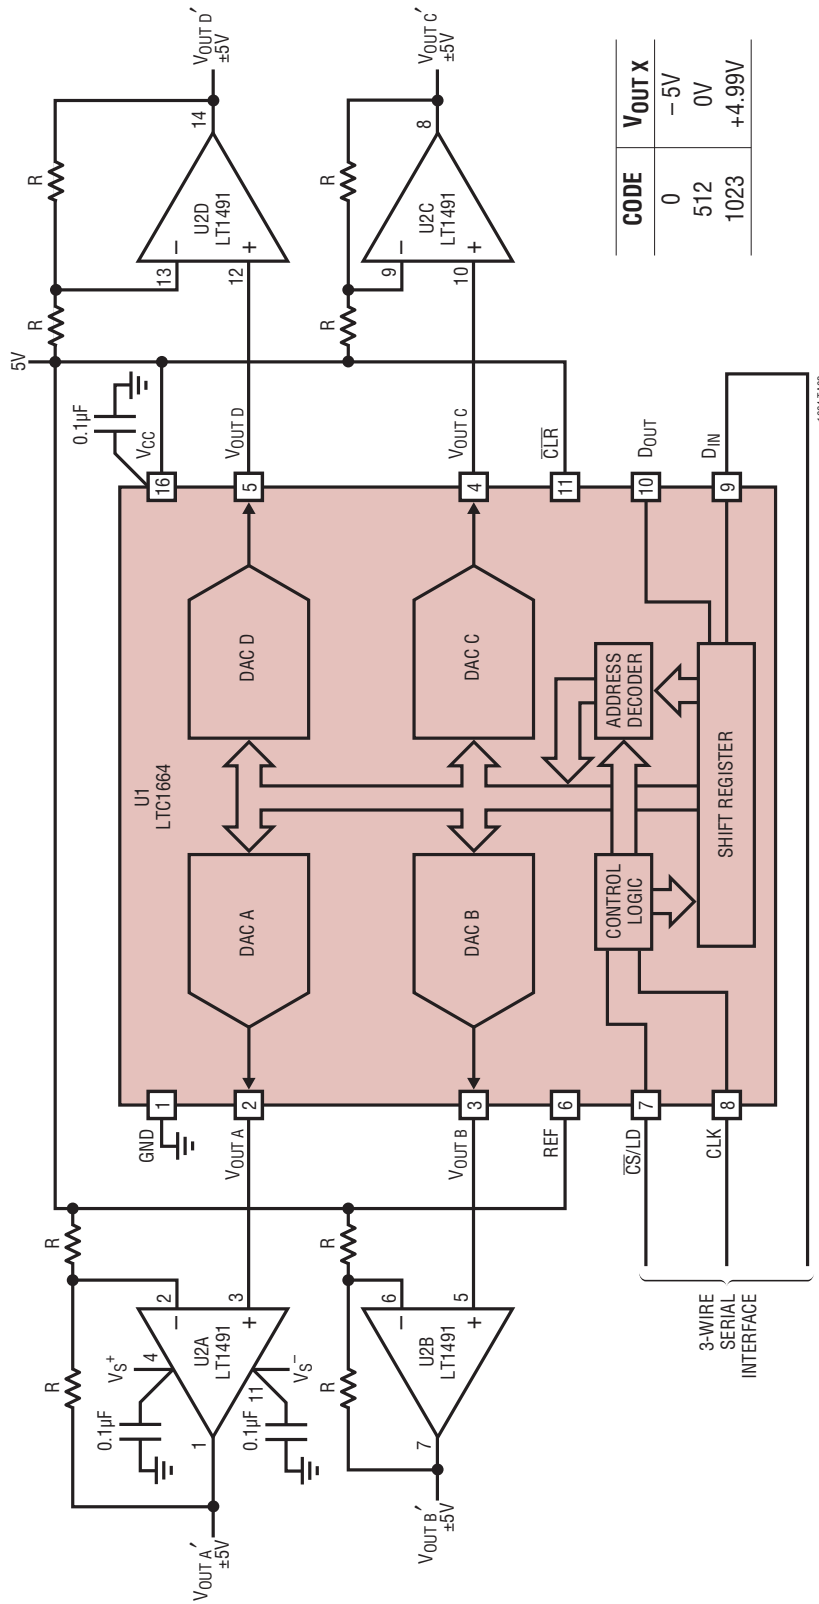 U1
LTC1664
GND
1
16
VCC
0.1µF
5V
VOUT A
2
DAC A
DAC D
5
VOUT D
VOUT B
3
DAC B
DAC C
4
VOUT C
REF
6
11
CLR
CS/LD
7
CONTROL
LOGIC
ADDRESS
DECODER
10
DOUT
CLK
8
SHIFT REGISTER
9
DIN
3-WIRE
SERIAL
INTERFACE
R
R
2
3
4
VS+
0.1µF
U2A
LT1491
11
VS–
0.1µF
1
VOUT A′
±5V
R
R
6
5
U2B
LT1491
7
VOUT B′
±5V
R
R
13
12
U2D
LT1491
14
VOUT D′
±5V
R
R
9
10
U2C
LT1491
8
VOUT C′
±5V
CODE VOUT X
0 – 5V
512 0V
1023 +4.99V